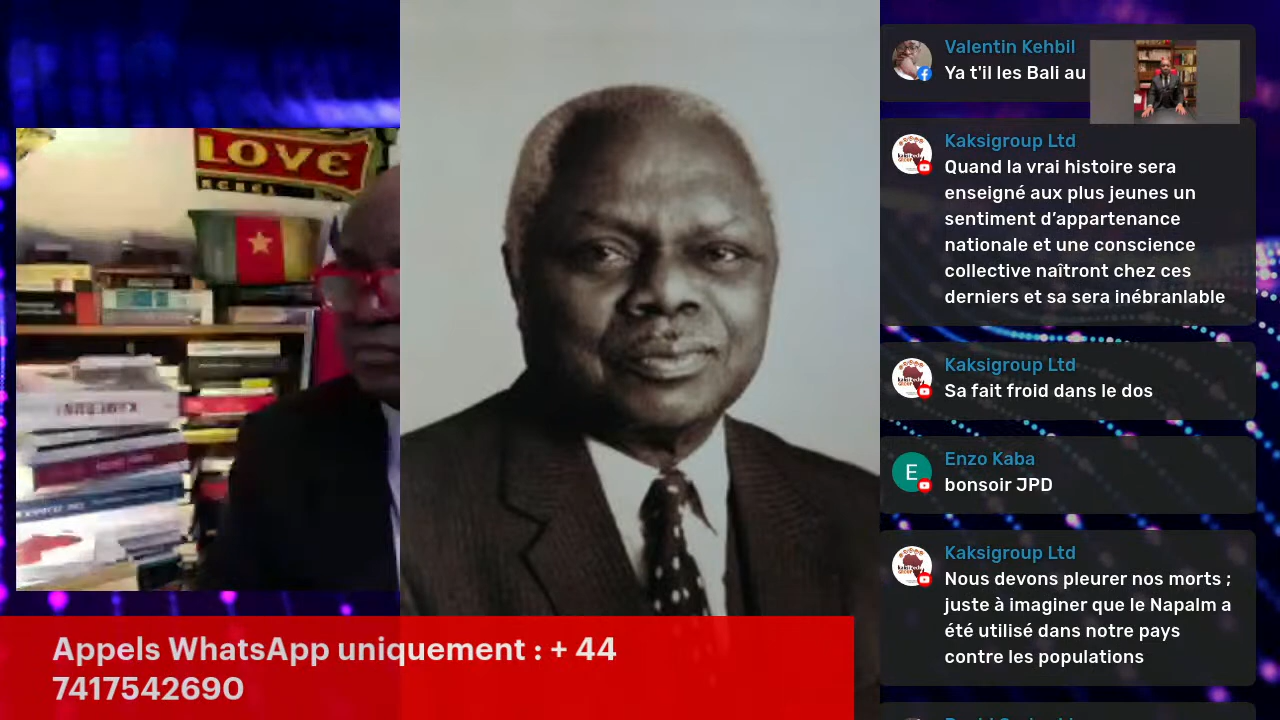 LOVE
REBEL
KAMERUN!
Appels WhatsApp uniquement : + 44
7417542690
Valentin Kehbil
Ya t'il les Bali au
Kaksigroup Ltd
Quand la vrai histoire sera
enseigné aux plus jeunes un
sentiment d’appartenance
nationale et une conscience
collective naîtront chez ces
derniers et sa sera inébranlable
Kaksigroup Ltd
Sa fait froid dans le dos
E
Enzo Kaba
bonsoir JPD
Kaksigroup Ltd
Nous devons pleurer nos morts ;
juste à imaginer que le Napalm a
été utilisé dans notre pays
contre les populations